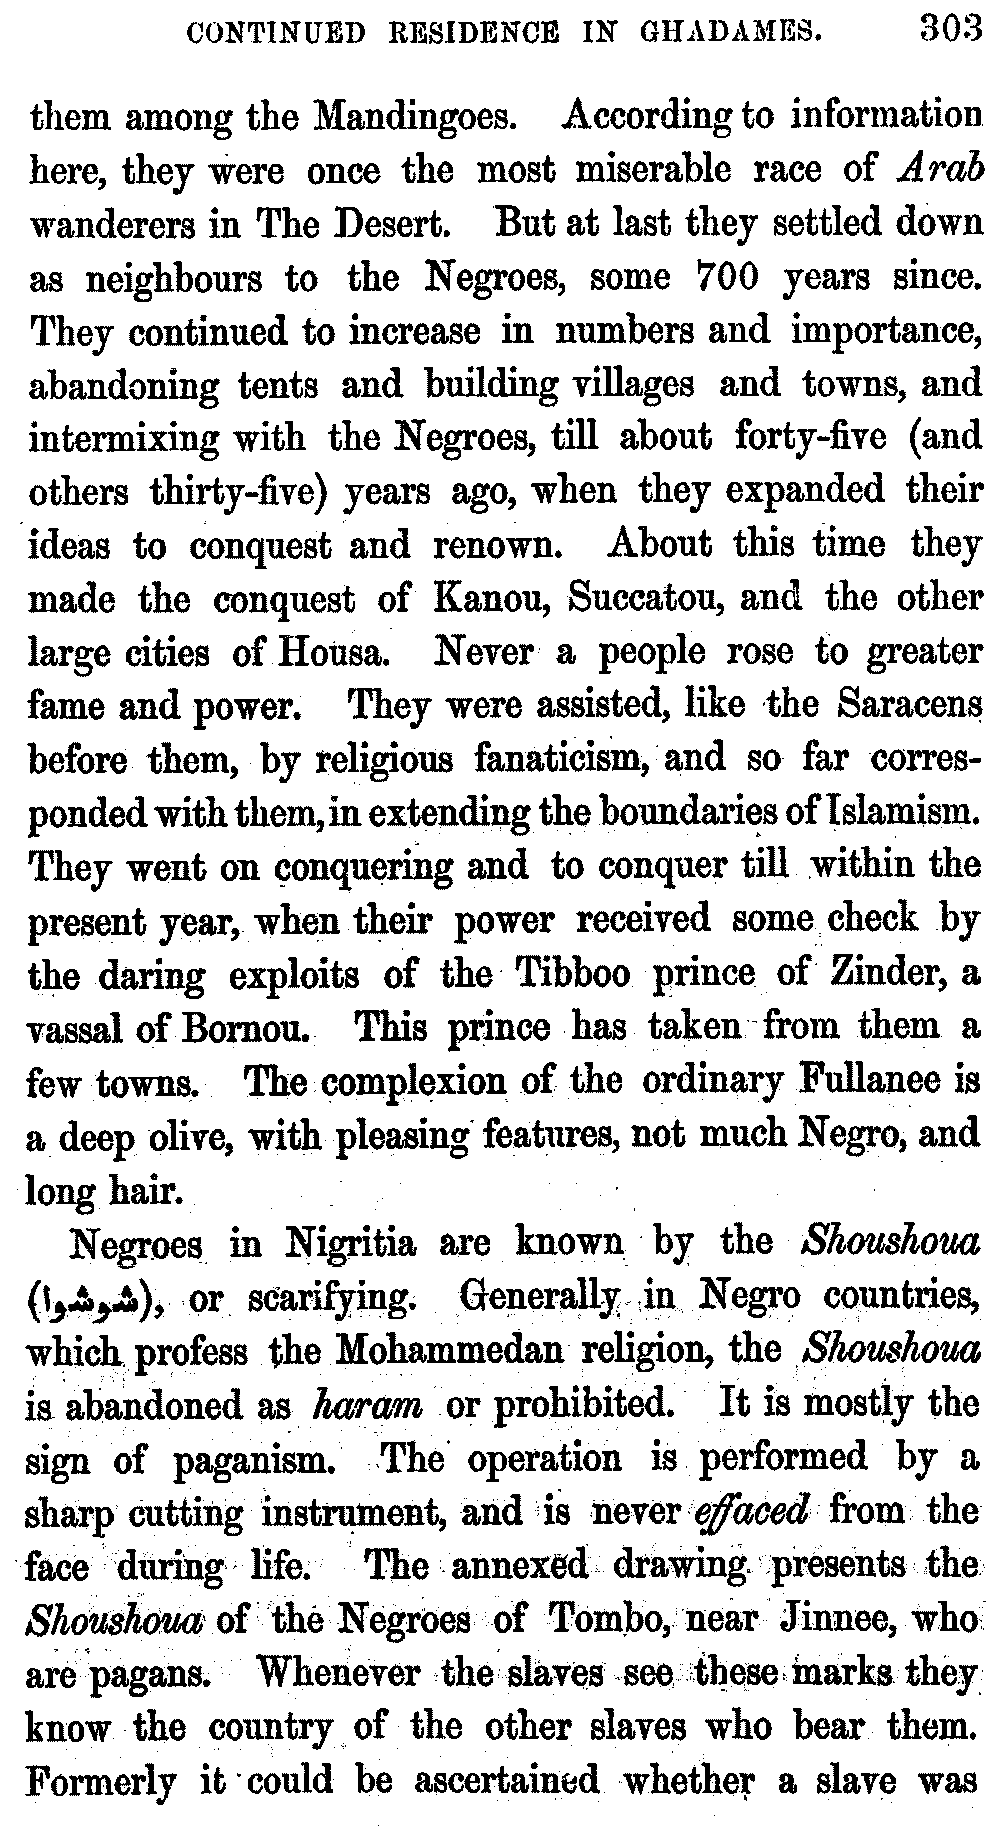 CONTINUED RESIDENCE IN GHADAMES. 303
them among the Mandingoes. According to information
here, they were once the most miserable race of Arab
wanderers in The Desert. But at last they settled down
as neighbours to the Negroes, some 700 years since.
They continued to increase in numbers and importance,
abandoning tents and building villages and towns, and
intermixing with the Negroes, till about forty-five (and
others thirty-five) years ago, when they expanded their
ideas to conquest and renown. About this time they
made the conquest of Kanou, Succatou, and the other
large cities of Housa. Never a people rose to greater
fame and power. They were assisted, like the Saracens
before them, by religious fanaticism, and so far corres-
ponded with them, in extending the boundaries of Islamism.
They went on conquering and to conquer till within the
present year, when their power received some check by
the daring exploits of the Tibboo prince of Zinder, a
vassal of Bornou. This prince has taken from them a
few towns. The complexion of the ordinary Fullanee is
a deep olive, with pleasing features, not much Negro, and
long hair.
Negroes in Nigritia are known by the Shoushoua
(شوشوا), or scarifying. Generally in Negro countries,
which profess the Mohammedan religion, the Shoushoua
is abandoned as haram or prohibited. It is mostly the
sign of paganism. The operation is performed by a
sharp cutting instrument, and is never effaced from the
face during life. The annexed drawing presents the
Shoushoua of the Negroes of Tombo, near Jinnee, who
are pagans. Whenever the slaves see these marks they
know the country of the other slaves who bear them.
Formerly it could be ascertained whether a slave was